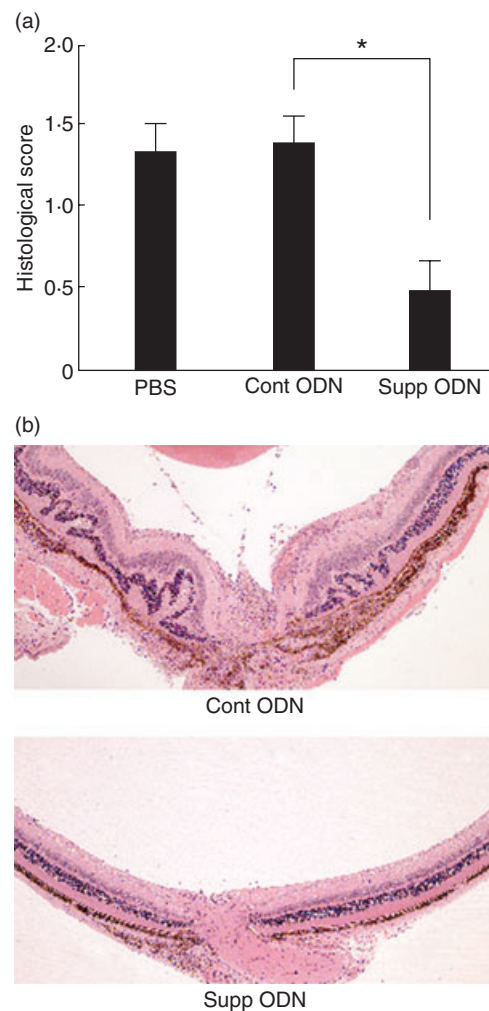 (a)
*
2·0
1·5
1·0
0·5
0
Histological score
PBS Cont ODN Supp ODN
(b)
Cont ODN
Supp ODN